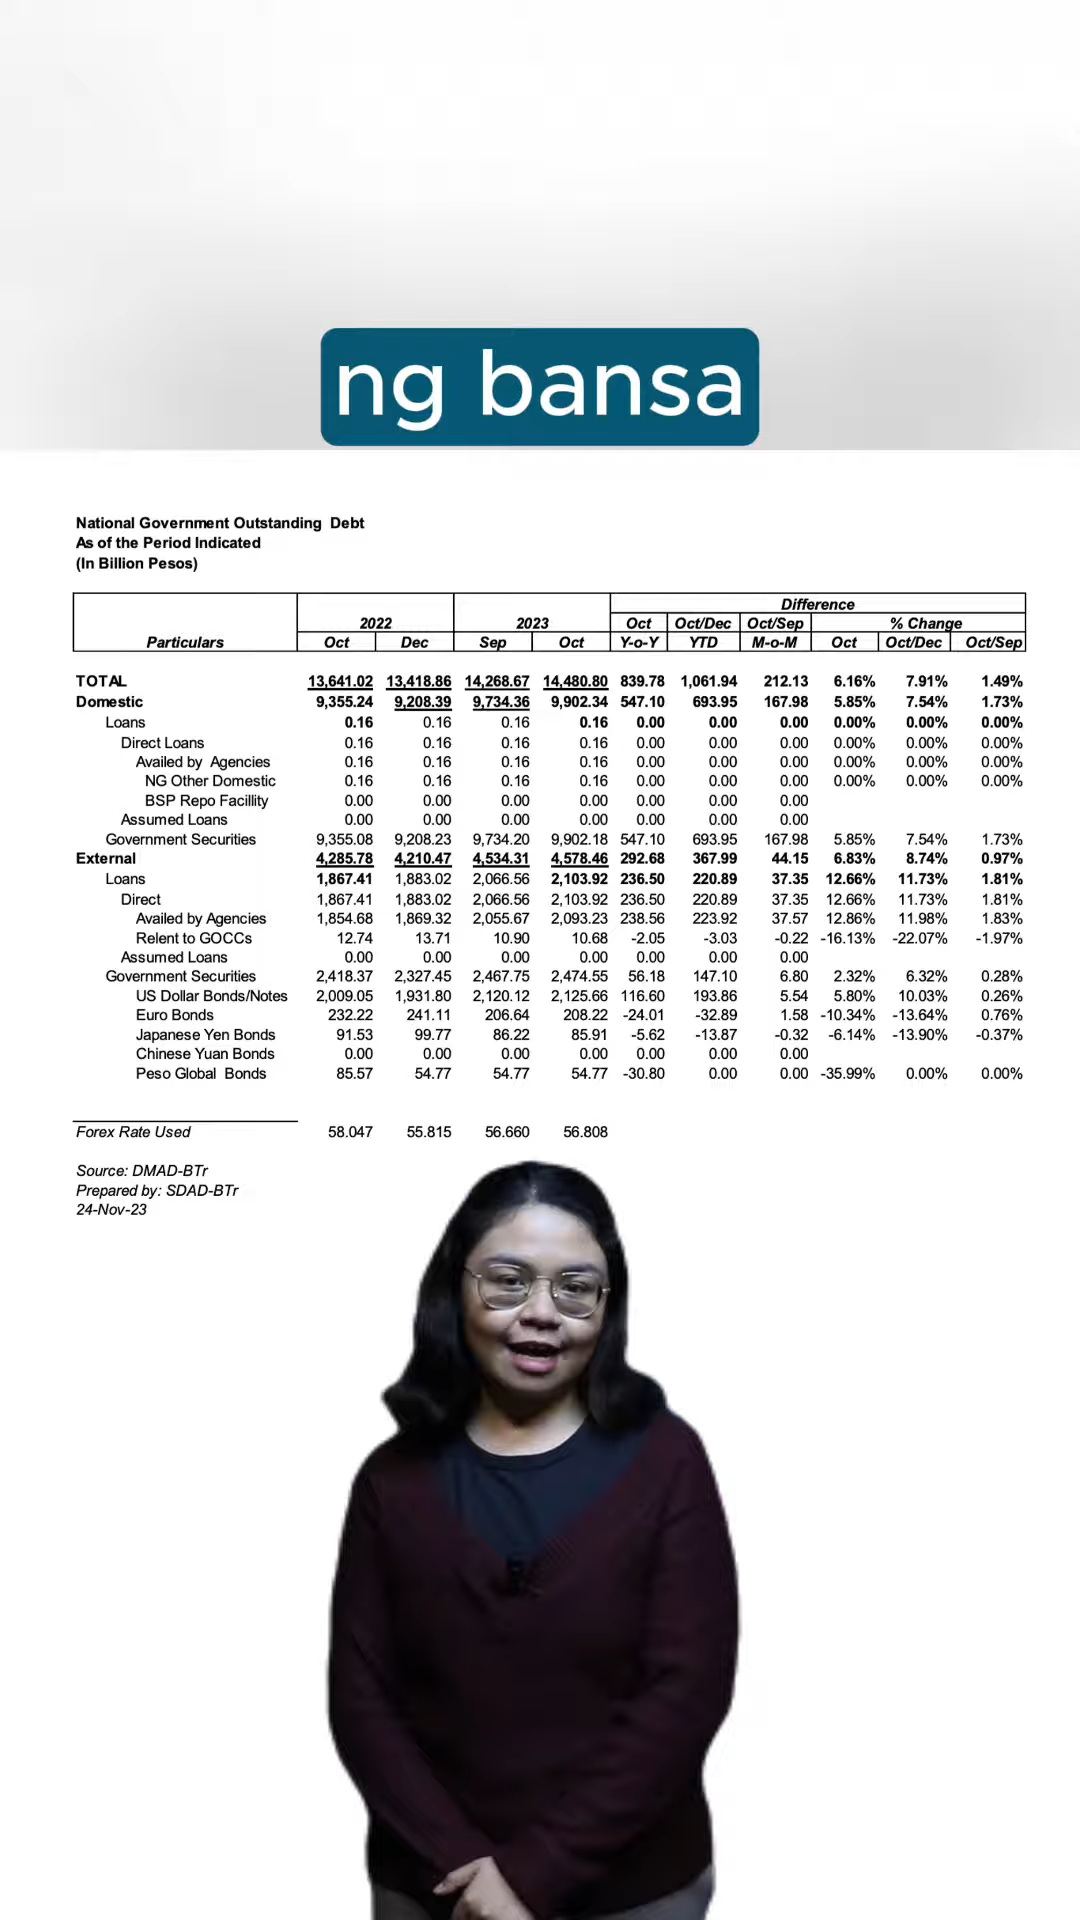 ng bansa
National Government Outstanding Debt
As of the Period Indicated
(In Billion Pesos)
Difference
2022 2023 Oct Oct/Dec Oct/Sep % Change
Particulars Oct Dec Sep Oct Y-o-Y YTD M-o-M Oct Oct/Dec Oct/Sep
TOTAL 13,641.02 13,418.86 14,268.67 14,480.80 839.78 1,061.94 212.13 6.16% 7.91% 1.49%
Domestic 9,355.24 9,208.39 9,734.36 9,902.34 547.10 693.95 167.98 5.85% 7.54% 1.73%
Loans 0.16 0.16 0.16 0.16 0.00 0.00 0.00 0.00% 0.00% 0.00%
Direct Loans 0.16 0.16 0.16 0.16 0.00 0.00 0.00 0.00% 0.00% 0.00%
Availed by Agencies 0.16 0.16 0.16 0.16 0.00 0.00 0.00 0.00% 0.00% 0.00%
NG Other Domestic 0.16 0.16 0.16 0.16 0.00 0.00 0.00 0.00% 0.00% 0.00%
BSP Repo Facillity 0.00 0.00 0.00 0.00 0.00 0.00 0.00
Assumed Loans 0.00 0.00 0.00 0.00 0.00 0.00 0.00
Government Securities 9,355.08 9,208.23 9,734.20 9,902.18 547.10 693.95 167.98 5.85% 7.54% 1.73%
External 4,285.78 4,210.47 4,534.31 4,578.46 292.68 367.99 44.15 6.83% 8.74% 0.97%
Loans 1,867.41 1,883.02 2,066.56 2,103.92 236.50 220.89 37.35 12.66% 11.73% 1.81%
Direct 1,867.41 1,883.02 2,066.56 2,103.92 236.50 220.89 37.35 12.66% 11.73% 1.81%
Availed by Agencies 1,854.68 1,869.32 2,055.67 2,093.23 238.56 223.92 37.57 12.86% 11.98% 1.83%
Relent to GOCCs 12.74 13.71 10.90 10.68 -2.05 -3.03 -0.22 -16.13% -22.07% -1.97%
Assumed Loans 0.00 0.00 0.00 0.00 0.00 0.00 0.00
Government Securities 2,418.37 2,327.45 2,467.75 2,474.55 56.18 147.10 6.80 2.32% 6.32% 0.28%
US Dollar Bonds/Notes 2,009.05 1,931.80 2,120.12 2,125.66 116.60 193.86 5.54 5.80% 10.03% 0.26%
Euro Bonds 232.22 241.11 206.64 208.22 -24.01 -32.89 1.58 -10.34% -13.64% 0.76%
Japanese Yen Bonds 91.53 99.77 86.22 85.91 -5.62 -13.87 -0.32 -6.14% -13.90% -0.37%
Chinese Yuan Bonds 0.00 0.00 0.00 0.00 0.00 0.00 0.00
Peso Global Bonds 85.57 54.77 54.77 54.77 -30.80 0.00 0.00 -35.99% 0.00% 0.00%
Forex Rate Used 58.047 55.815 56.660 56.808
Source: DMAD-BTr
Prepared by: SDAD-BTr
24-Nov-23